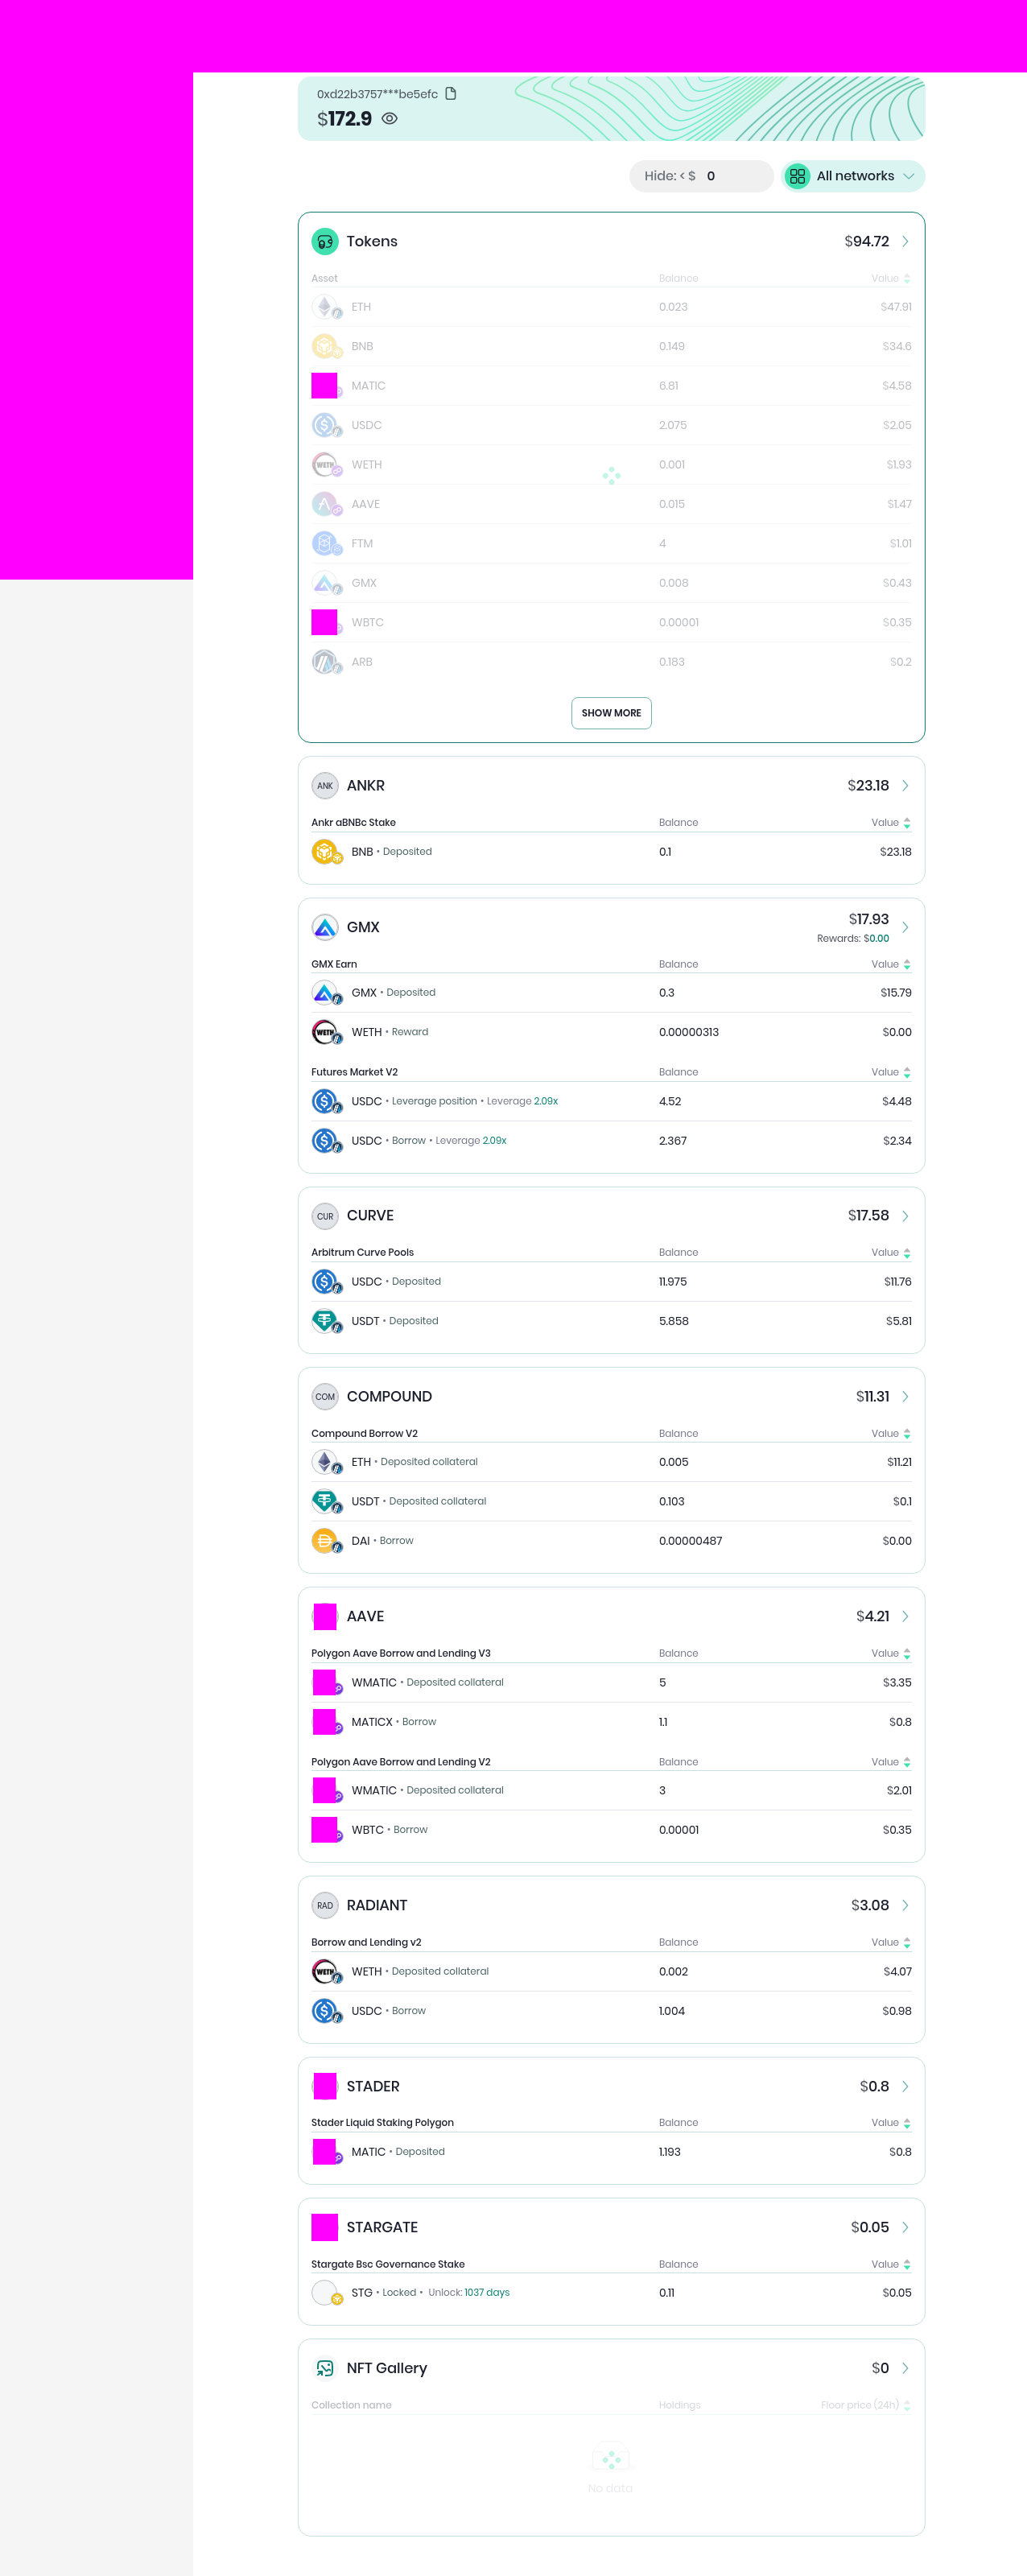 0xd22b3757***be5efc
$172.9
Hide: < $ 0 All networks
Tokens $94.72
Asset Balance Value
ETH 0.023 $47.91
BNB 0.149 $34.6
MATIC 6.81 $4.58
USDC 2.075 $2.05
WETH WETH 0.001 $1.93
AAVE 0.015 $1.47
FTM 4 $1.01
GMX 0.008 $0.43
WBTC 0.00001 $0.35
ARB 0.183 $0.2
SHOW MORE
ANK ANKR $23.18
Ankr aBNBc Stake Balance Value
BNB • Deposited 0.1 $23.18
GMX $17.93
Rewards: $0.00
GMX Earn Balance Value
GMX • Deposited 0.3 $15.79
WETH WETH • Reward 0.00000313 $0.00
Futures Market V2 Balance Value
USDC • Leverage position • Leverage 2.09x 4.52 $4.48
USDC • Borrow • Leverage 2.09x 2.367 $2.34
CUR CURVE $17.58
Arbitrum Curve Pools Balance Value
USDC • Deposited 11.975 $11.76
USDT • Deposited 5.858 $5.81
COM COMPOUND $11.31
Compound Borrow V2 Balance Value
ETH • Deposited collateral 0.005 $11.21
USDT • Deposited collateral 0.103 $0.1
DAI • Borrow 0.00000487 $0.00
AAVE $4.21
Polygon Aave Borrow and Lending V3 Balance Value
WMATIC • Deposited collateral 5 $3.35
MATICX • Borrow 1.1 $0.8
Polygon Aave Borrow and Lending V2 Balance Value
WMATIC • Deposited collateral 3 $2.01
WBTC • Borrow 0.00001 $0.35
RAD RADIANT $3.08
Borrow and Lending v2 Balance Value
WETH WETH • Deposited collateral 0.002 $4.07
USDC • Borrow 1.004 $0.98
STADER $0.8
Stader Liquid Staking Polygon Balance Value
MATIC • Deposited 1.193 $0.8
STARGATE $0.05
Stargate Bsc Governance Stake Balance Value
STG • Locked • Unlock: 1037 days 0.11 $0.05
NFT Gallery $0
Collection name Holdings Floor price (24h)
No data